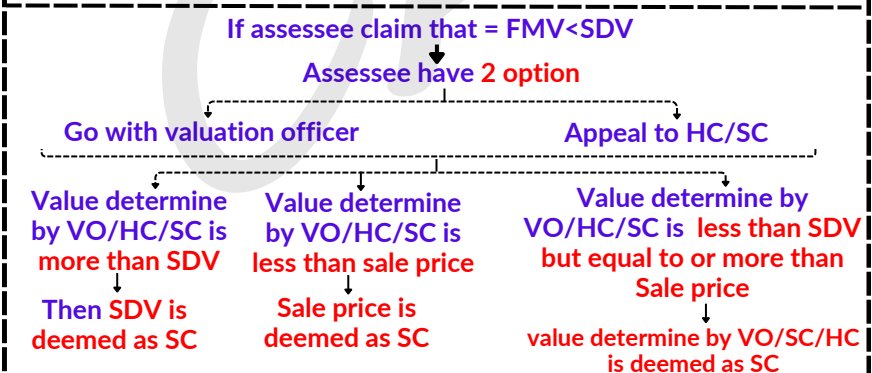 If assessee claim that = FMV<SDV
Assessee have 2 option
Go with valuation officer
Appeal to HC/SC
Value determine
by VO/HC/SC is
more than SDV
Then SDV is
deemed as SC
Value determine
by VO/HC/SC is
less than sale price
Sale price is
deemed as SC
Value determine by
VO/HC/SC is less than SDV
but equal to or more than
Sale price
value determine by VO/SC/HC
is deemed as SC